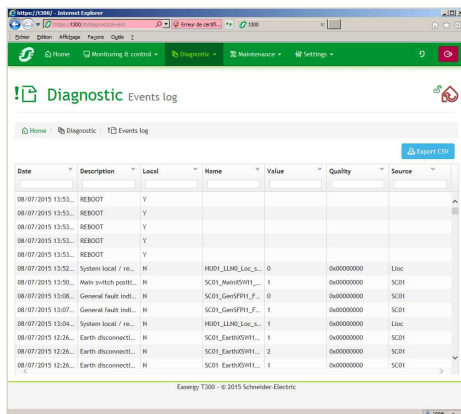 https://t300/ - Internet Explorer
https://t300/#/diagnostic/event
Erreur de certifi...
t300
Fichier Edition Affichage Favoris Outils ?
Home Monitoring & control Diagnostic Maintenance Settings
Diagnostic Events log
Home / Diagnostic / Events log
Export CSV
Date Description Local Name Value Quality Source
08/07/2015 13:53... REBOOT Y
08/07/2015 13:53... REBOOT Y
08/07/2015 13:53... REBOOT Y
08/07/2015 13:53... REBOOT Y
08/07/2015 13:53... REBOOT Y
08/07/2015 13:52... System local / re... N HU01_LLN0_Loc_s... 0 0x00000000 Lloc
08/07/2015 13:50... Main switch positi... N SC01_MainXSWI1_... 1 0x00000000 SC01
08/07/2015 13:08... General fault indi... N SC01_GenSFPI1_F... 0 0x00000000 SC01
08/07/2015 13:07... General fault indi... N SC01_GenSFPI1_F... 1 0x00000000 SC01
08/07/2015 13:04... System local / re... N HU01_LLN0_Loc_s... 1 0x00000000 Lloc
08/07/2015 12:26... Earth disconnecti... N SC01_EarthXSWI1... 1 0x00000000 SC01
08/07/2015 12:26... Earth disconnecti... N SC01_EarthXSWI1... 2 0x00000000 SC01
08/07/2015 12:26... Earth disconnecti... N SC01_EarthXSWI1... 1 0x00000000 SC01
Easergy T300 - © 2015 Schneider-Electric
100%